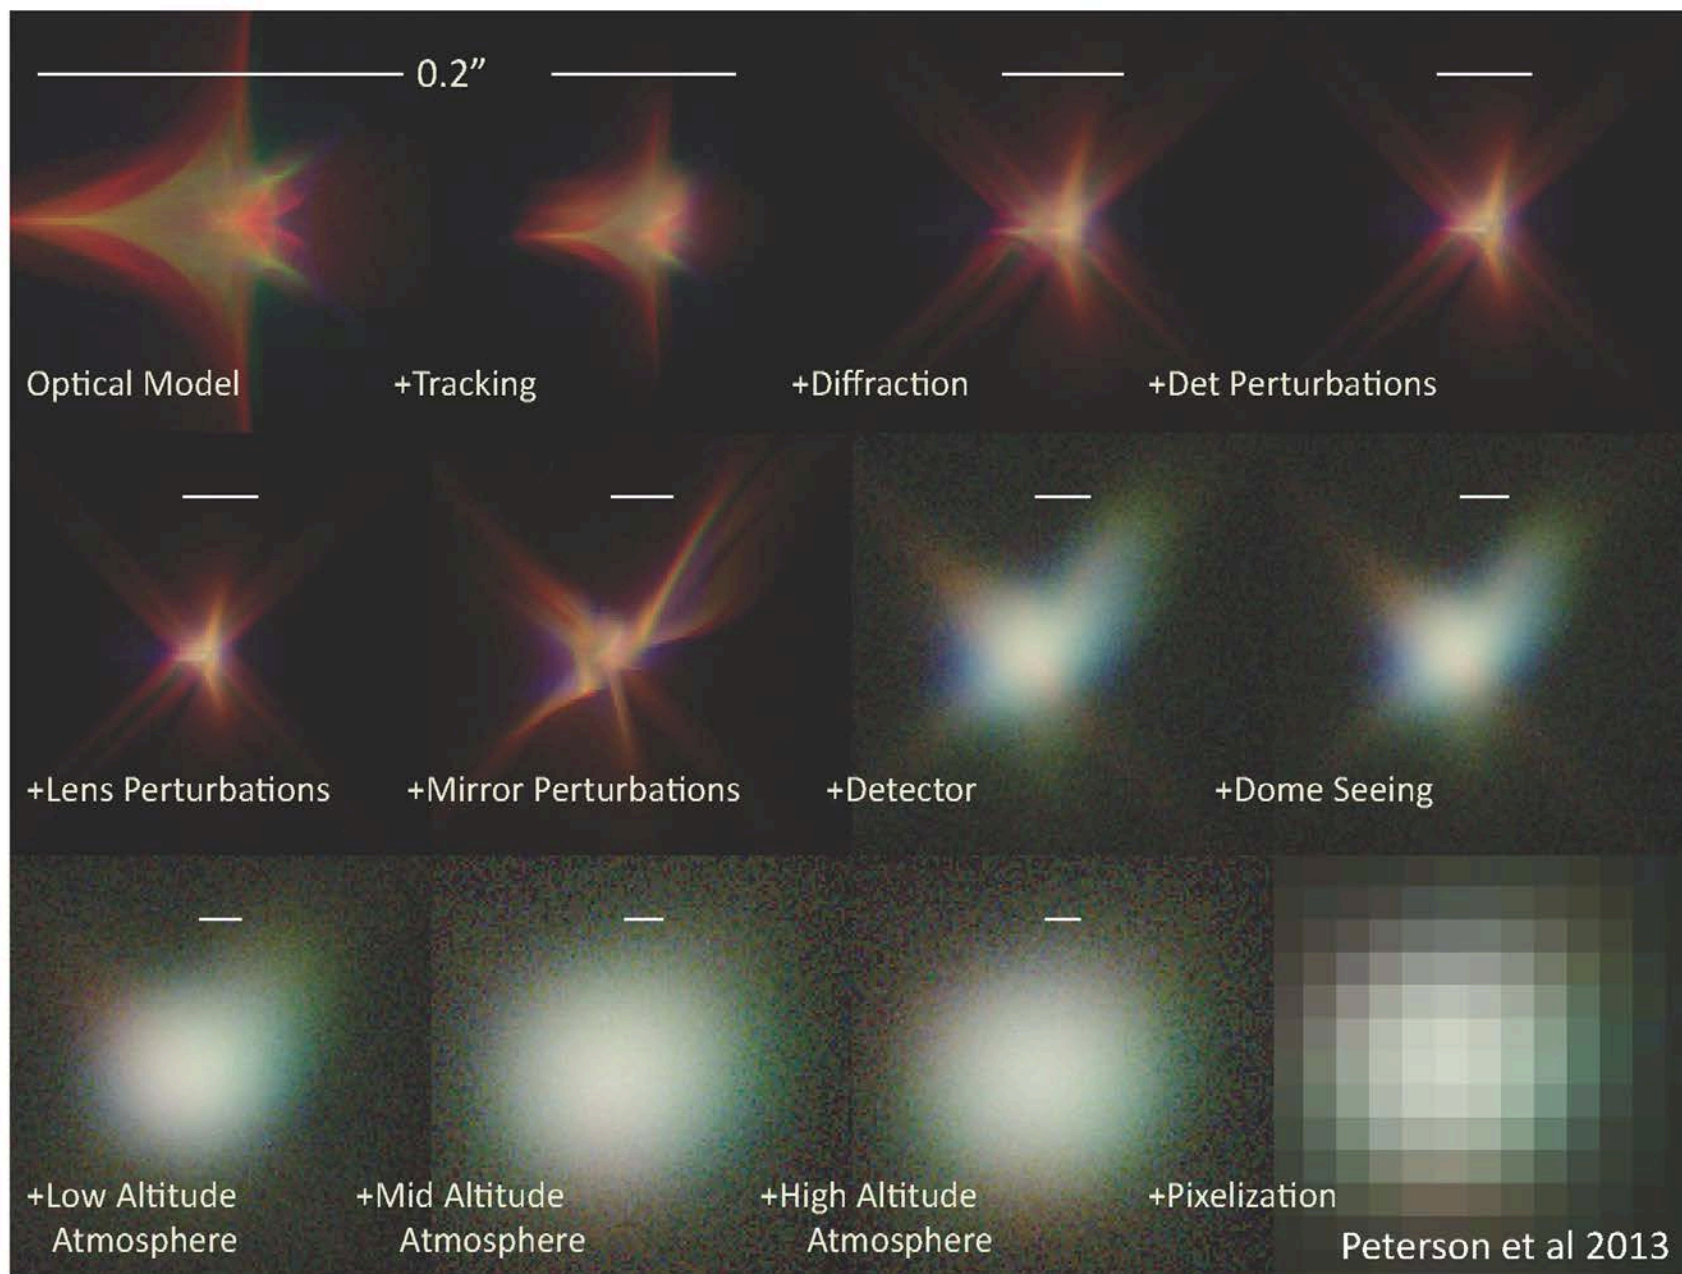 0.2”
Optical Model
+Tracking
+Diffraction
+Det Perturbations
+Lens Perturbations
+Mirror Perturbations
+Detector
+Dome Seeing
+Low Altitude
Atmosphere
+Mid Altitude
Atmosphere
+High Altitude
Atmosphere
+Pixelization
Peterson et al 2013